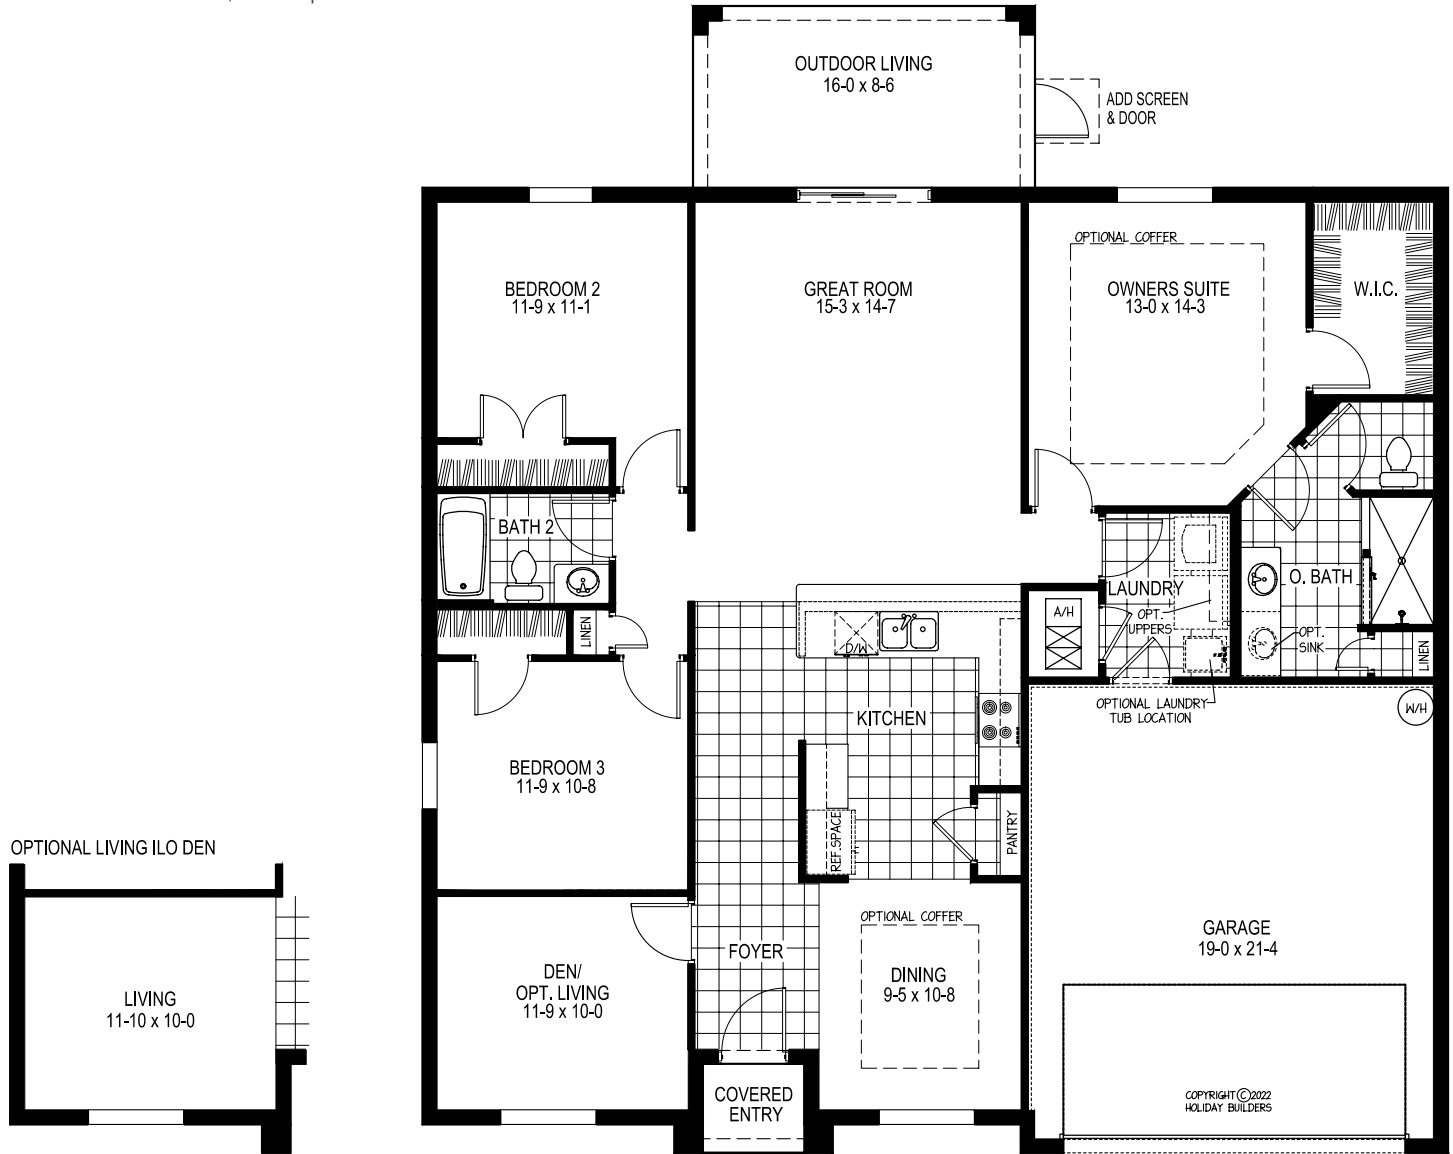 OUTDOOR LIVING
16-0 x 8-6
ADD SCREEN
& DOOR
BEDROOM 2
11-9 x 11-1
GREAT ROOM
15-3 x 14-7
OPTIONAL COFFER
OWNERS SUITE
13-0 x 14-3
W.I.C.
BATH 2
LAUNDRY
OPT.
UPPERS
O. BATH
OPT.
SINK
LINEN
LINEN
A/H
D/W
KITCHEN
OPTIONAL LAUNDRY
TUB LOCATION
W/H
BEDROOM 3
11-9 x 10-8
REF.SPACE
PANTRY
OPTIONAL LIVING ILO DEN
LIVING
11-10 x 10-0
DEN/
OPT. LIVING
11-9 x 10-0
FOYER
OPTIONAL COFFER
DINING
9-5 x 10-8
GARAGE
19-0 x 21-4
COVERED
ENTRY
COPYRIGHT © 2022
HOLIDAY BUILDERS